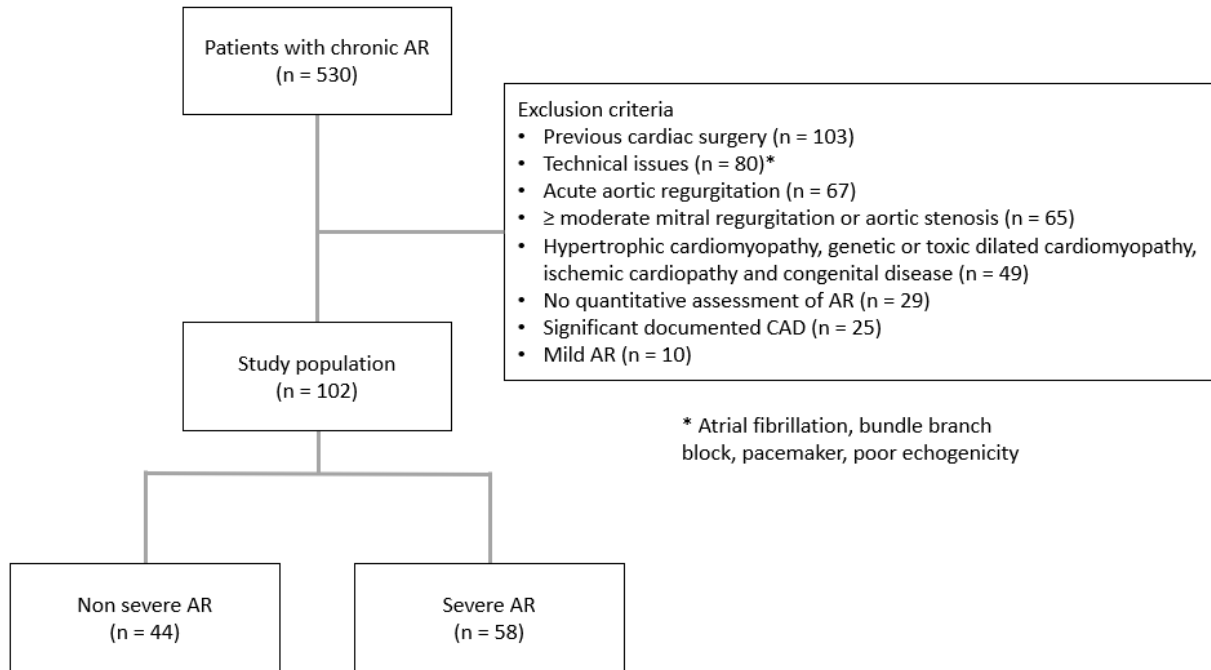 Patients with chronic AR
(n = 530)
Exclusion criteria
• Previous cardiac surgery (n = 103)
• Technical issues (n = 80)*
• Acute aortic regurgitation (n = 67)
• ≥ moderate mitral regurgitation or aortic stenosis (n = 65)
• Hypertrophic cardiomyopathy, genetic or toxic dilated cardiomyopathy,
ischemic cardiopathy and congenital disease (n = 49)
• No quantitative assessment of AR (n = 29)
• Significant documented CAD (n = 25)
• Mild AR (n = 10)
Study population
(n = 102)
* Atrial fibrillation, bundle branch
block, pacemaker, poor echogenicity
Non severe AR
(n = 44)
Severe AR
(n = 58)